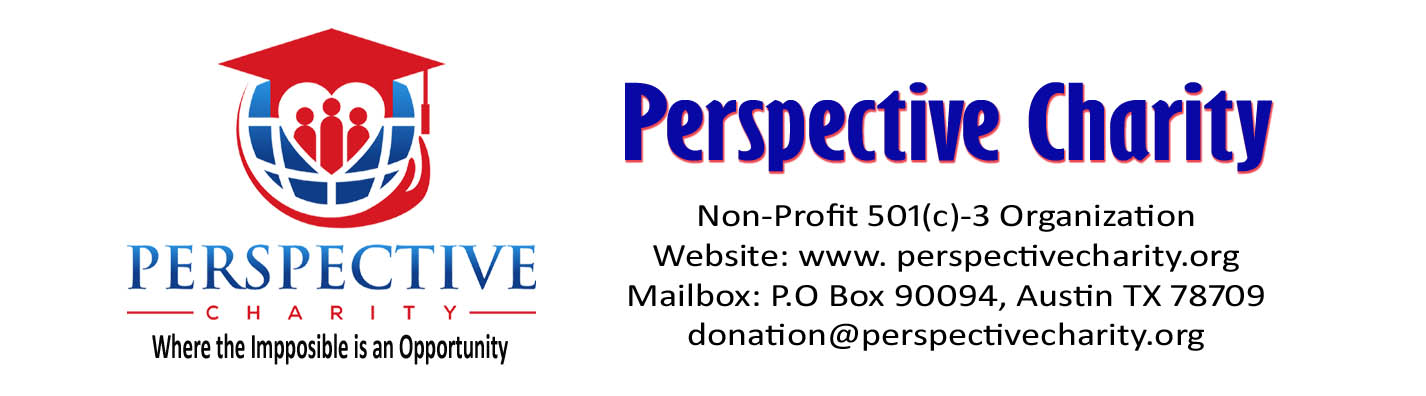 PERSPECTIVE
CHARITY
Where the Impposible is an Opportunity
Perspective Charity
Non-Profit 501(c)-3 Organization
Website: www. perspectivecharity.org
Mailbox: P.O Box 90094, Austin TX 78709
donation@perspectivecharity.org